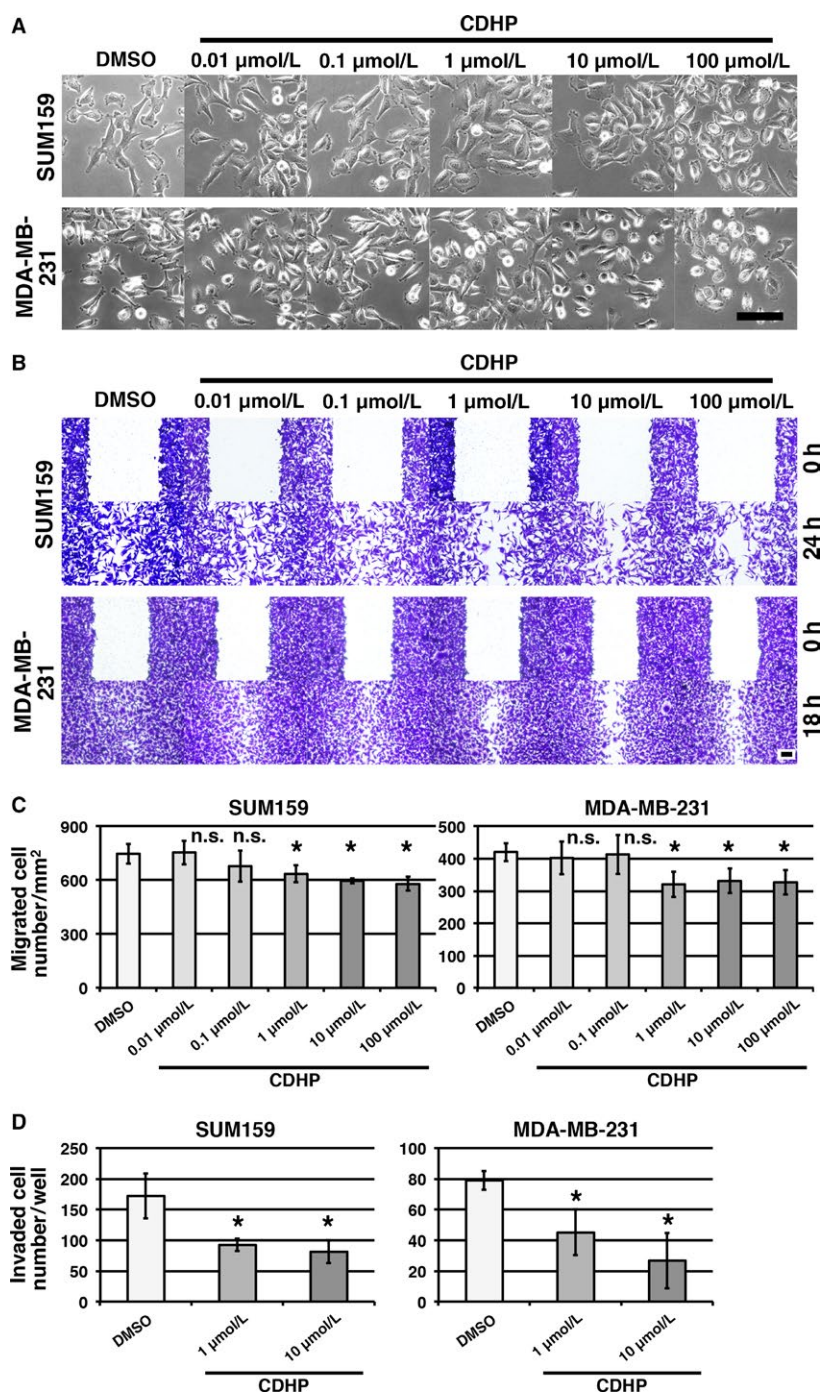 A
CDHP
DMSO 0.01 µmol/L 0.1 µmol/L 1 µmol/L 10 µmol/L 100 µmol/L
SUM159
MDA-MB-
231
B
CDHP
DMSO 0.01 µmol/L 0.1 µmol/L 1 µmol/L 10 µmol/L 100 µmol/L
SUM159
0 h
24 h
MDA-MB-
231
0 h
18 h
C
SUM159
Migrated cell
number/mm²
900
600
300
0
n.s. n.s. * * *
DMSO 0.01 µmol/L 0.1 µmol/L 1 µmol/L 10 µmol/L 100 µmol/L
CDHP
MDA-MB-231
500
400
300
200
100
0
n.s. n.s. * * *
DMSO 0.01 µmol/L 0.1 µmol/L 1 µmol/L 10 µmol/L 100 µmol/L
CDHP
D
SUM159
Invaded cell
number/well
250
200
150
100
50
0
* *
DMSO 1 µmol/L 10 µmol/L
CDHP
MDA-MB-231
100
80
60
40
20
0
* *
DMSO 1 µmol/L 10 µmol/L
CDHP